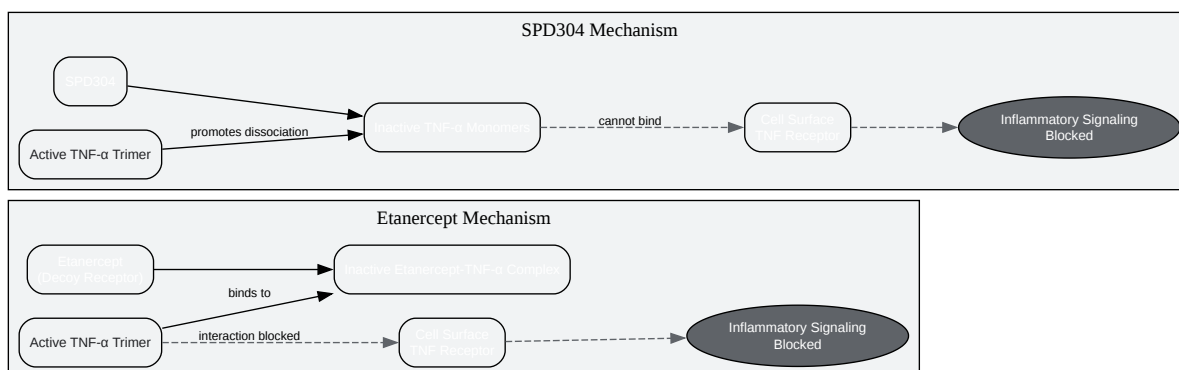 SPD304 Mechanism
SPD304
Active TNF-α Trimer
promotes dissociation
Inactive TNF-α Monomers
cannot bind
Cell Surface
TNF Receptor
Inflammatory Signaling
Blocked
Etanercept Mechanism
Etanercept
(Decoy Receptor)
Active TNF-α Trimer
binds to
interaction blocked
Inactive Etanercept-TNF-α Complex
Cell Surface
TNF Receptor
Inflammatory Signaling
Blocked